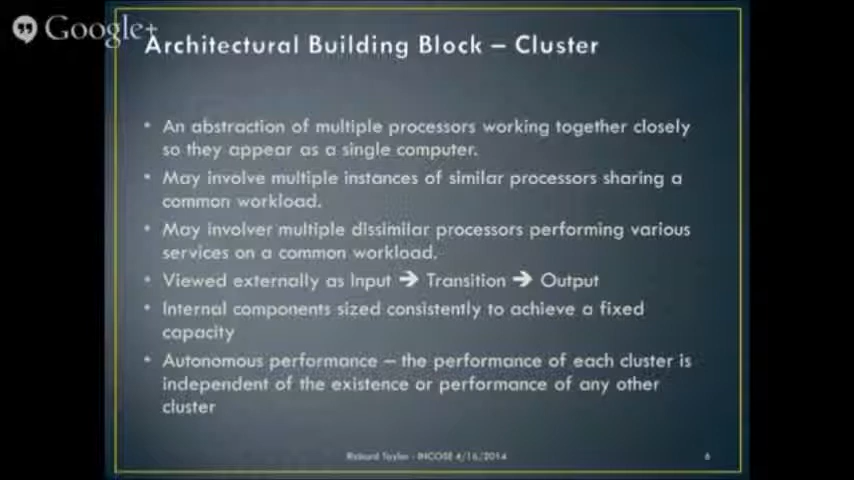 Google+
Architectural Building Block – Cluster
• An abstraction of multiple processors working together closely
so they appear as a single computer.
• May involve multiple instances of similar processors sharing a
common workload.
• May involver multiple dissimilar processors performing various
services on a common workload.
• Viewed externally as Input → Transition → Output
• Internal components sized consistently to achieve a fixed
capacity
• Autonomous performance – the performance of each cluster is
independent of the existence or performance of any other
cluster
Richard Taylor - INCOSE 4/16/2014
6